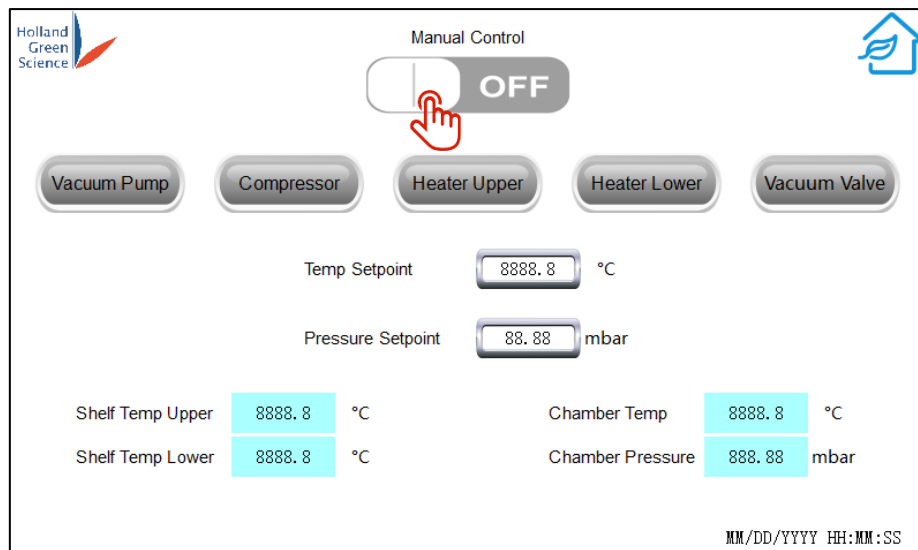 Holland
Green
Science
Manual Control
OFF
Vacuum Pump
Compressor
Heater Upper
Heater Lower
Vacuum Valve
Temp Setpoint 8888.8 °C
Pressure Setpoint 88.88 mbar
Shelf Temp Upper 8888.8 °C
Chamber Temp 8888.8 °C
Shelf Temp Lower 8888.8 °C
Chamber Pressure 888.88 mbar
MM/DD/YYYY HH:MM:SS